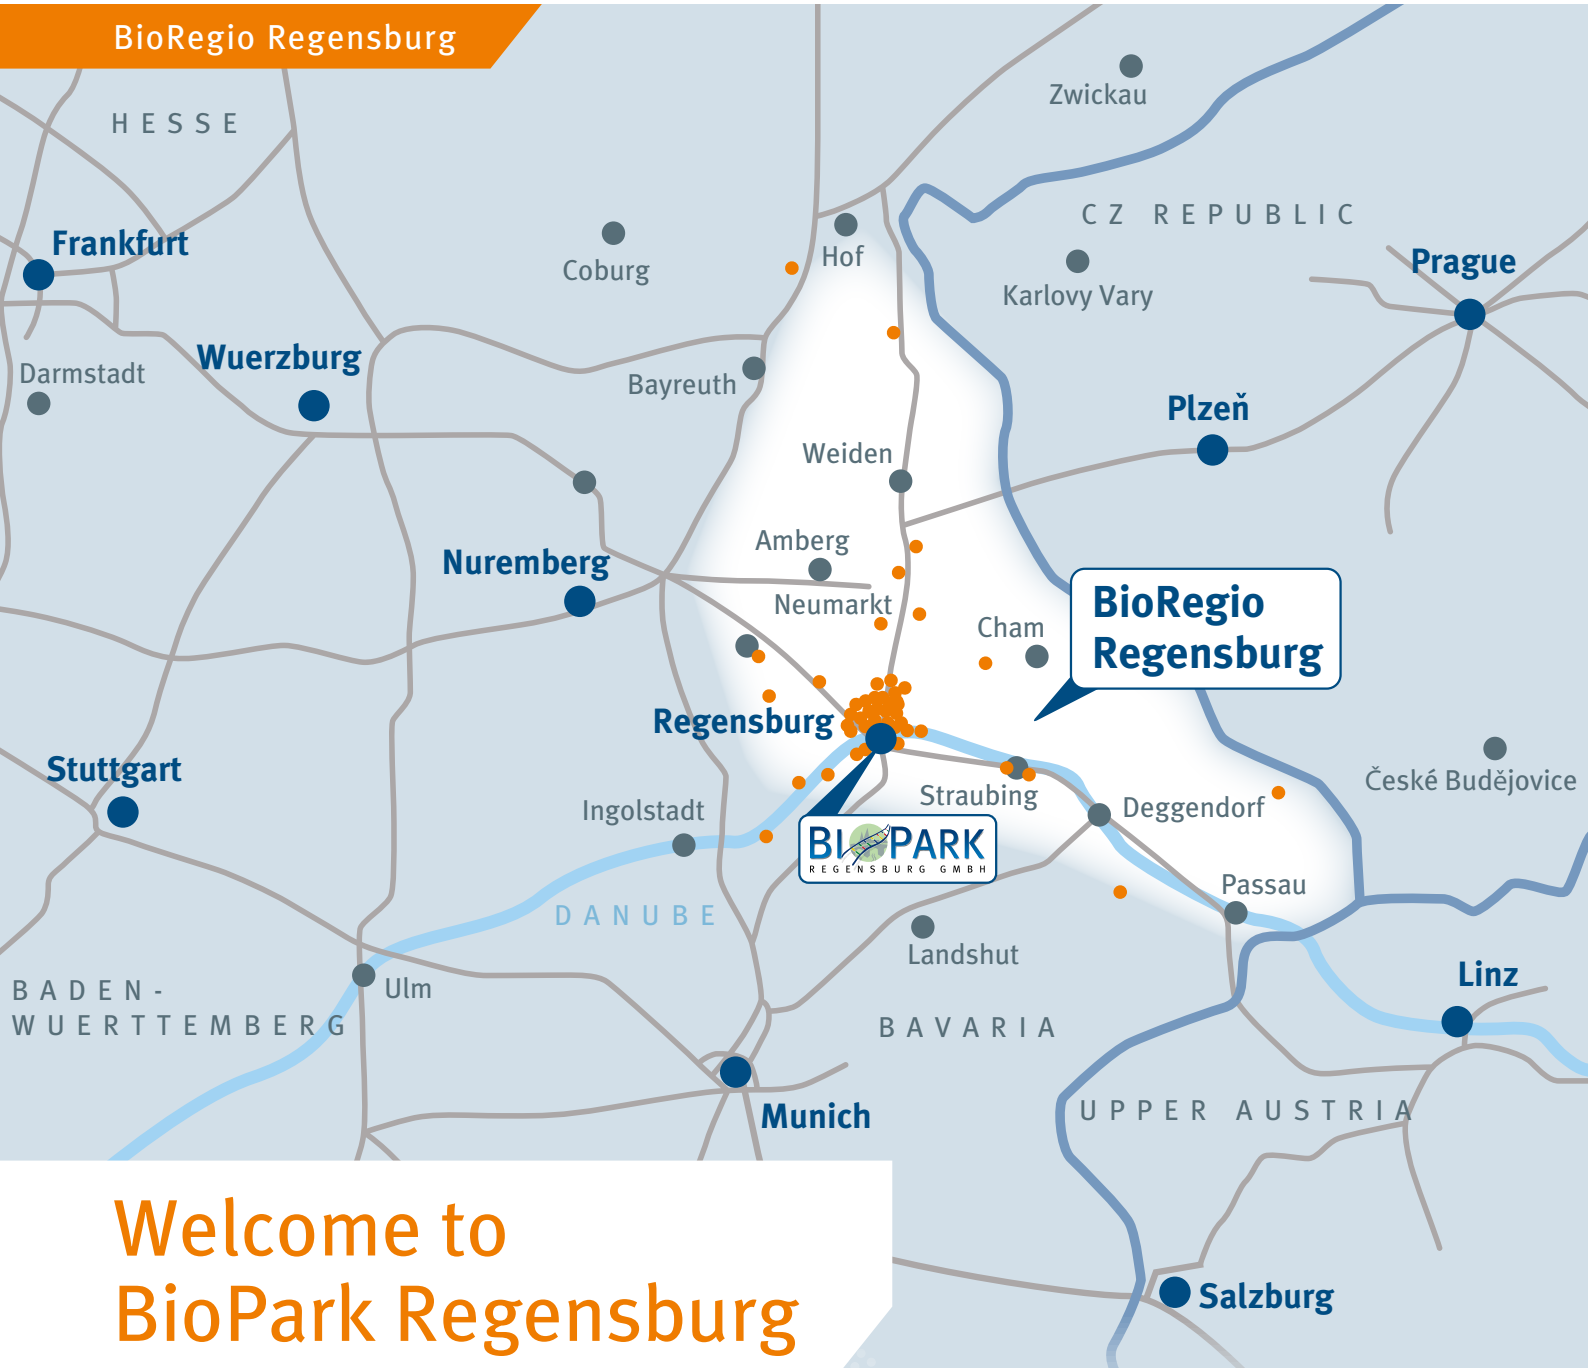 BioRegio Regensburg
Zwickau
HESSE
CZ REPUBLIC
Frankfurt
Hof
Coburg
Prague
Karlovy Vary
Wuerzburg
Darmstadt
Bayreuth
Plzeň
Weiden
Amberg
Nuremberg
Neumarkt
Cham
BioRegio
Regensburg
Regensburg
Stuttgart
České Budějovice
Straubing
Ingolstadt
Deggendorf
BIOPARK
REGENSBURG GMBH
Passau
DANUBE
Landshut
Linz
Ulm
BADEN-
WUERTTEMBERG
BAVARIA
UPPER AUSTRIA
Munich
Welcome to
BioPark Regensburg
Salzburg